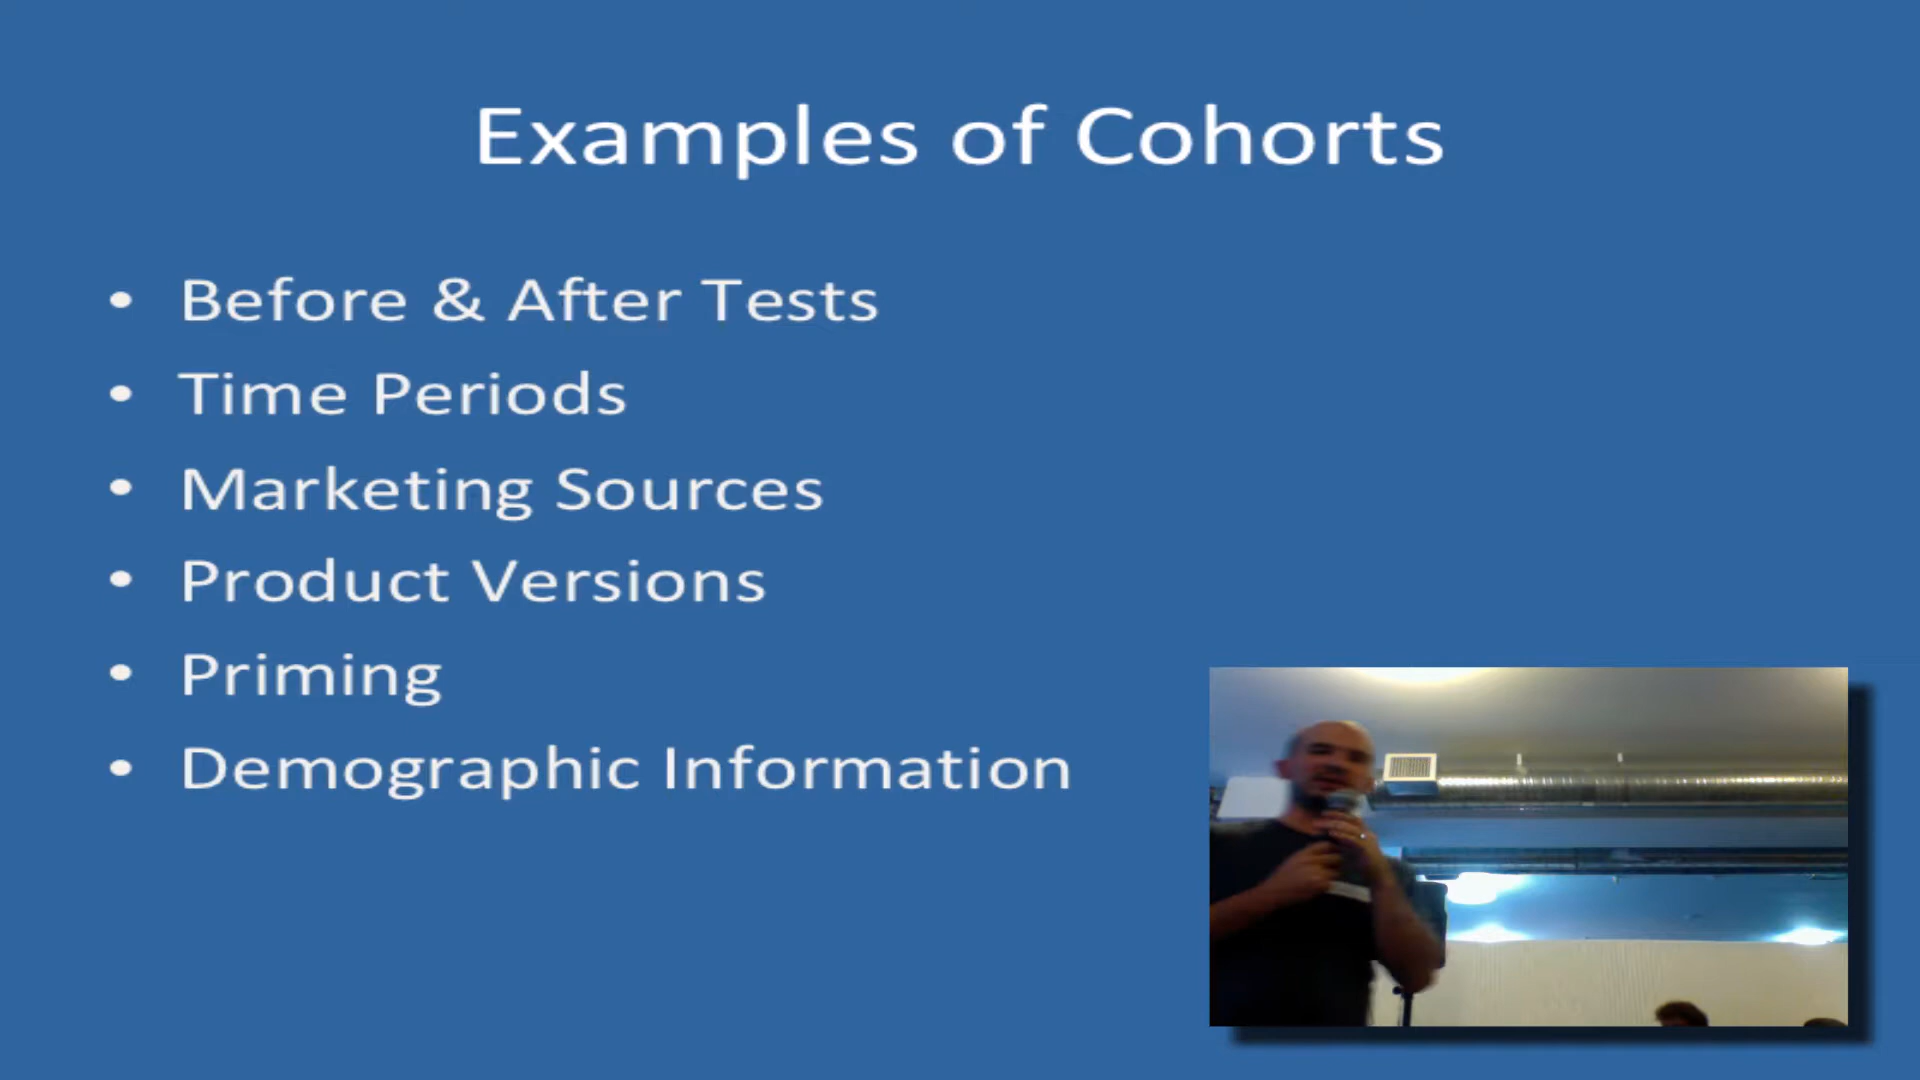 Examples of Cohorts
• Before & After Tests
• Time Periods
• Marketing Sources
• Product Versions
• Priming
• Demographic Information